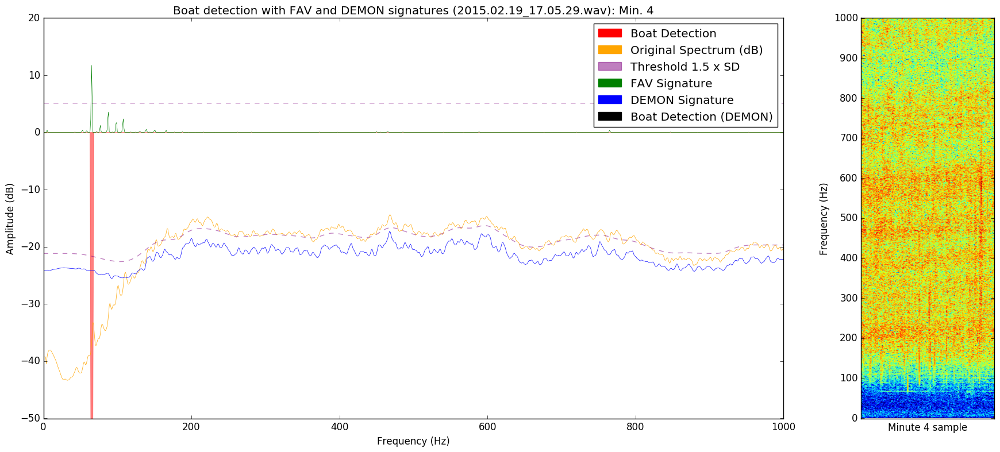 Boat detection with FAV and DEMON signatures (2015.02.19_17.05.29.wav): Min. 4
Boat Detection
Original Spectrum (dB)
Threshold 1.5 x SD
FAV Signature
DEMON Signature
Boat Detection (DEMON)
Amplitude (dB)
20
10
0
−10
−20
−30
−40
−50
0
200
400
600
800
1000
Frequency (Hz)
Frequency (Hz)
1000
900
800
700
600
500
400
300
200
100
0
Minute 4 sample